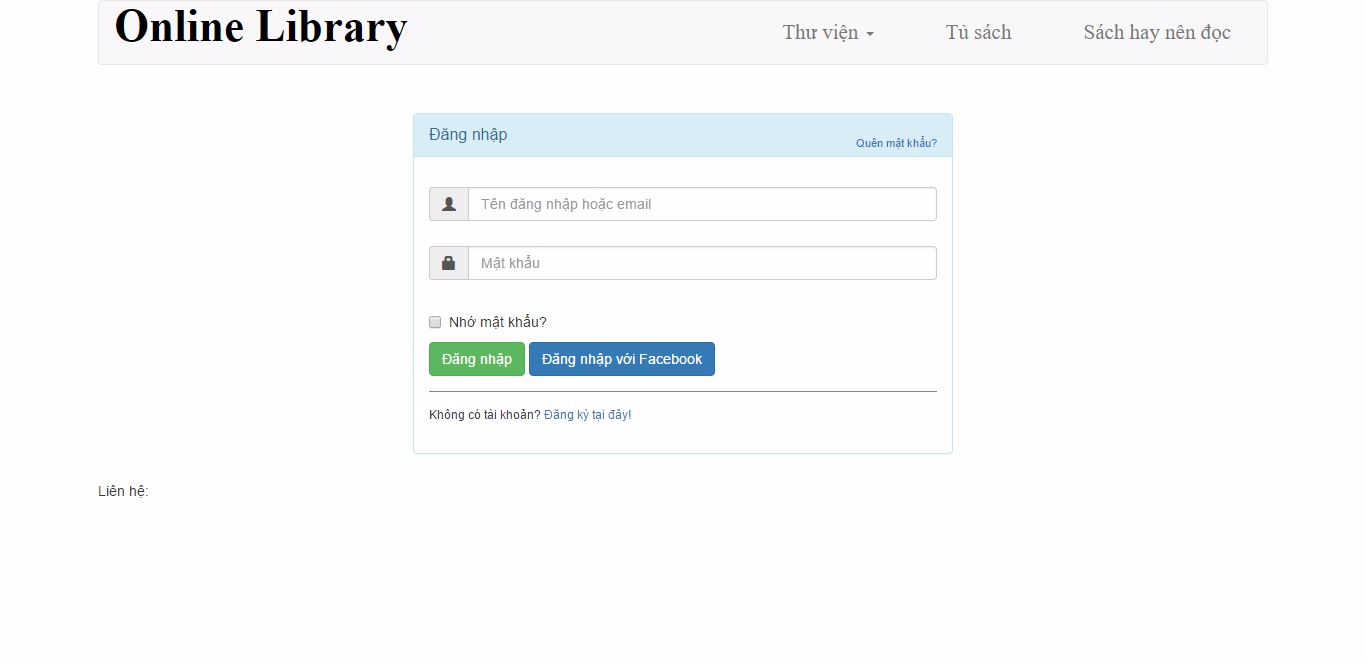 Online Library
Thư viện
Tủ sách
Sách hay nên đọc
Đăng nhập
Quên mật khẩu?
Tên đăng nhập hoặc email
Mật khẩu
Nhớ mật khẩu?
Đăng nhập
Đăng nhập với Facebook
Không có tài khoản? Đăng ký tại đây!
Liên hệ: